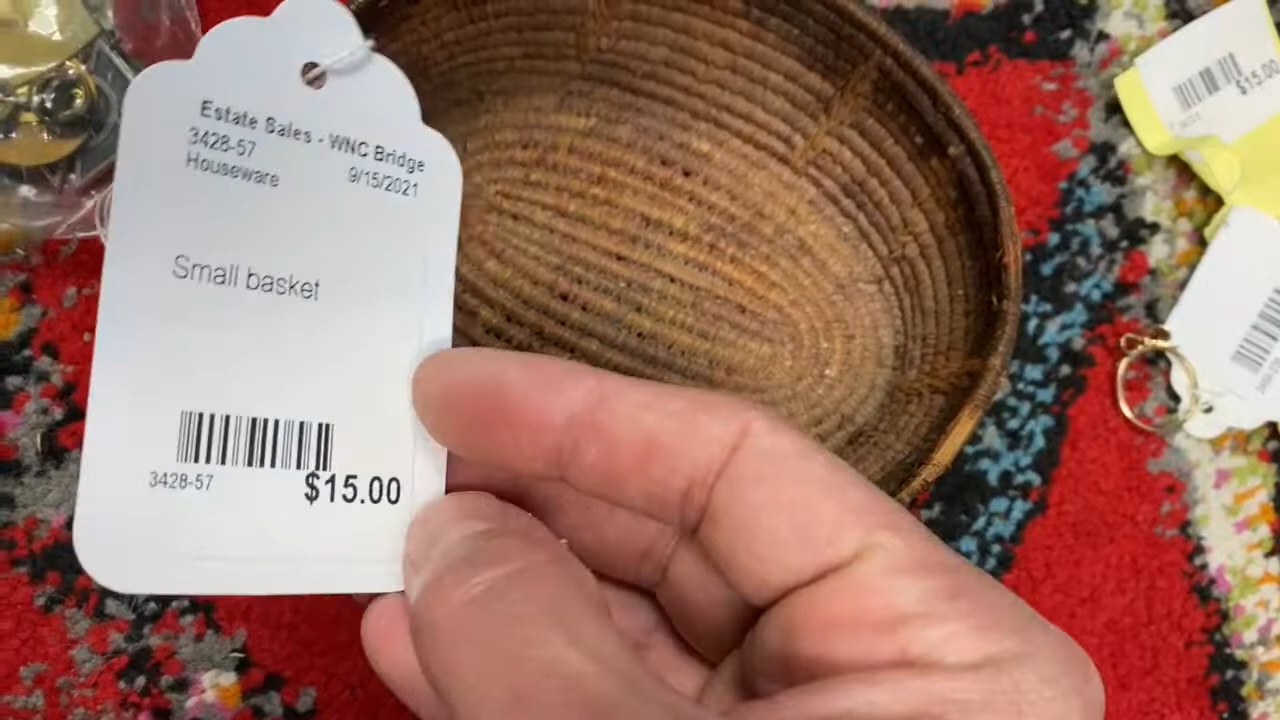 Estate Sales - WNC Bridge
3428-57
Houseware 9/15/2021
Small basket
3428-57 $15.00
$15.00